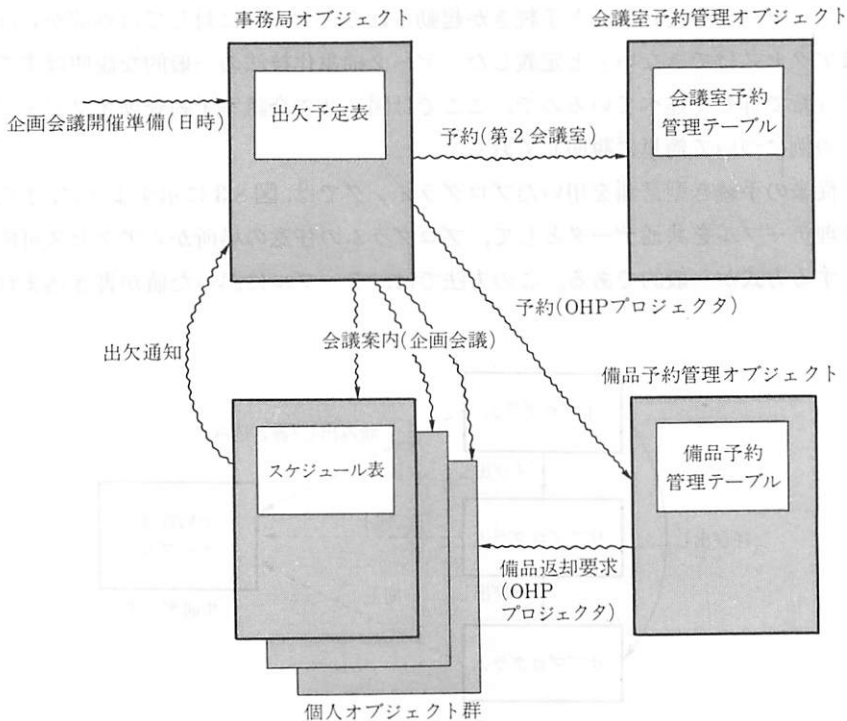 事務局オブジェクト
会議室予約管理オブジェクト
出欠予定表
会議室予約
管理テーブル
企画会議開催準備(日時)
予約(第2会議室)
予約(OHPプロジェクタ)
出欠通知
会議案内(企画会議)
備品予約管理オブジェクト
スケジュール表
備品予約
管理テーブル
備品返却要求
(OHP
プロジェクタ)
個人オブジェクト群